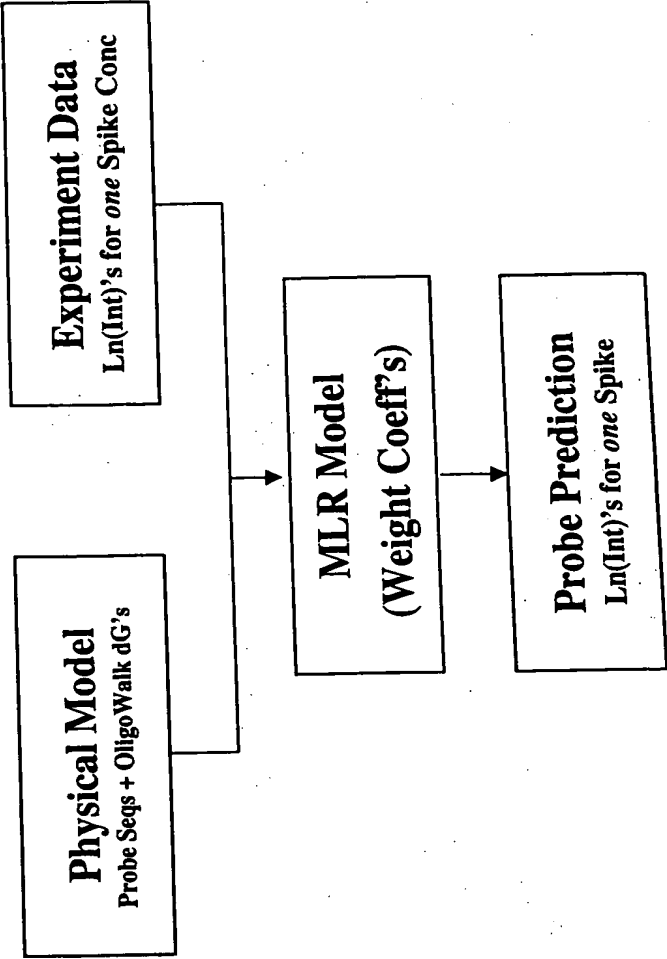 Physical Model
Probe Seqs + OligoWalk dG's
Experiment Data
Ln(Int)'s for one Spike Conc
MLR Model
(Weight Coeff's)
Probe Prediction
Ln(Int)'s for one Spike